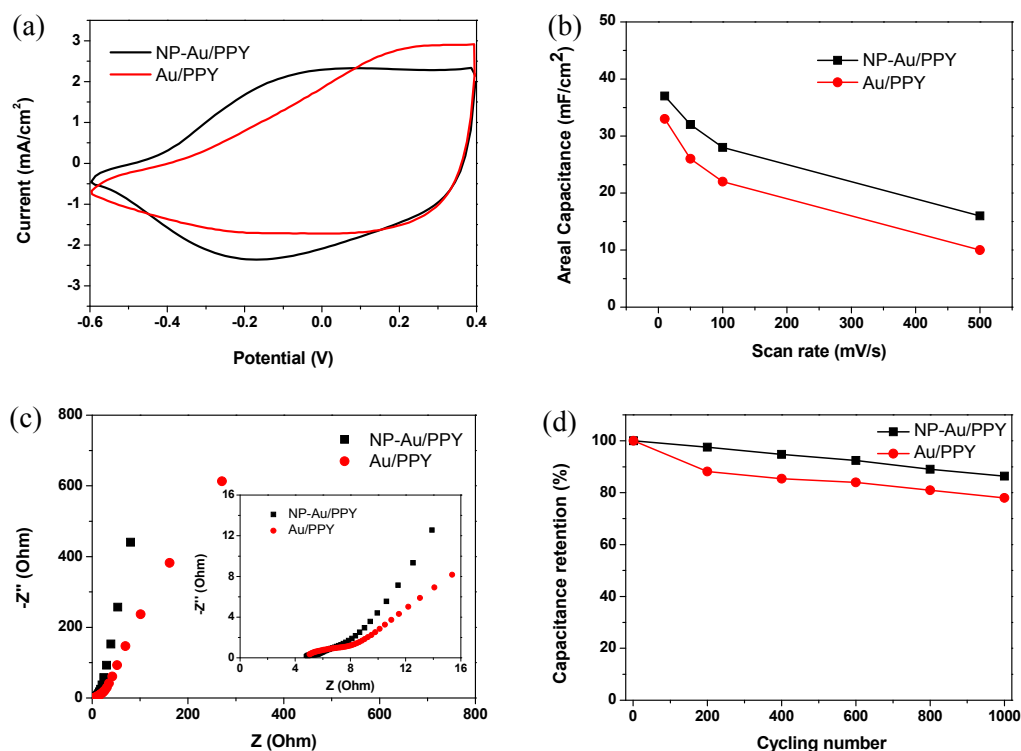 (a)
NP-Au/PPY
Au/PPY
Current (mA/cm²)
3
2
1
0
-1
-2
-3
-0.6
-0.4
-0.2
0.0
0.2
0.4
Potential (V)
(b)
NP-Au/PPY
Au/PPY
Areal Capacitance (mF/cm²)
50
40
30
20
10
0
0
100
200
300
400
500
Scan rate (mV/s)
(c)
NP-Au/PPY
Au/PPY
-Z'' (Ohm)
800
600
400
200
0
0
200
400
600
800
Z (Ohm)
NP-Au/PPY
Au/PPY
-Z'' (Ohm)
16
12
8
4
0
0
4
8
12
16
Z (Ohm)
(d)
NP-Au/PPY
Au/PPY
Capacitance retention (%)
100
80
60
40
20
0
0
200
400
600
800
1000
Cycling number